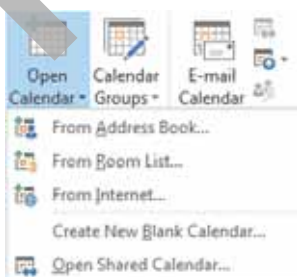 Open Calendar E-mail
Calendar Groups Calendar
From Address Book...
From Room List...
From Internet...
Create New Blank Calendar...
Open Shared Calendar...